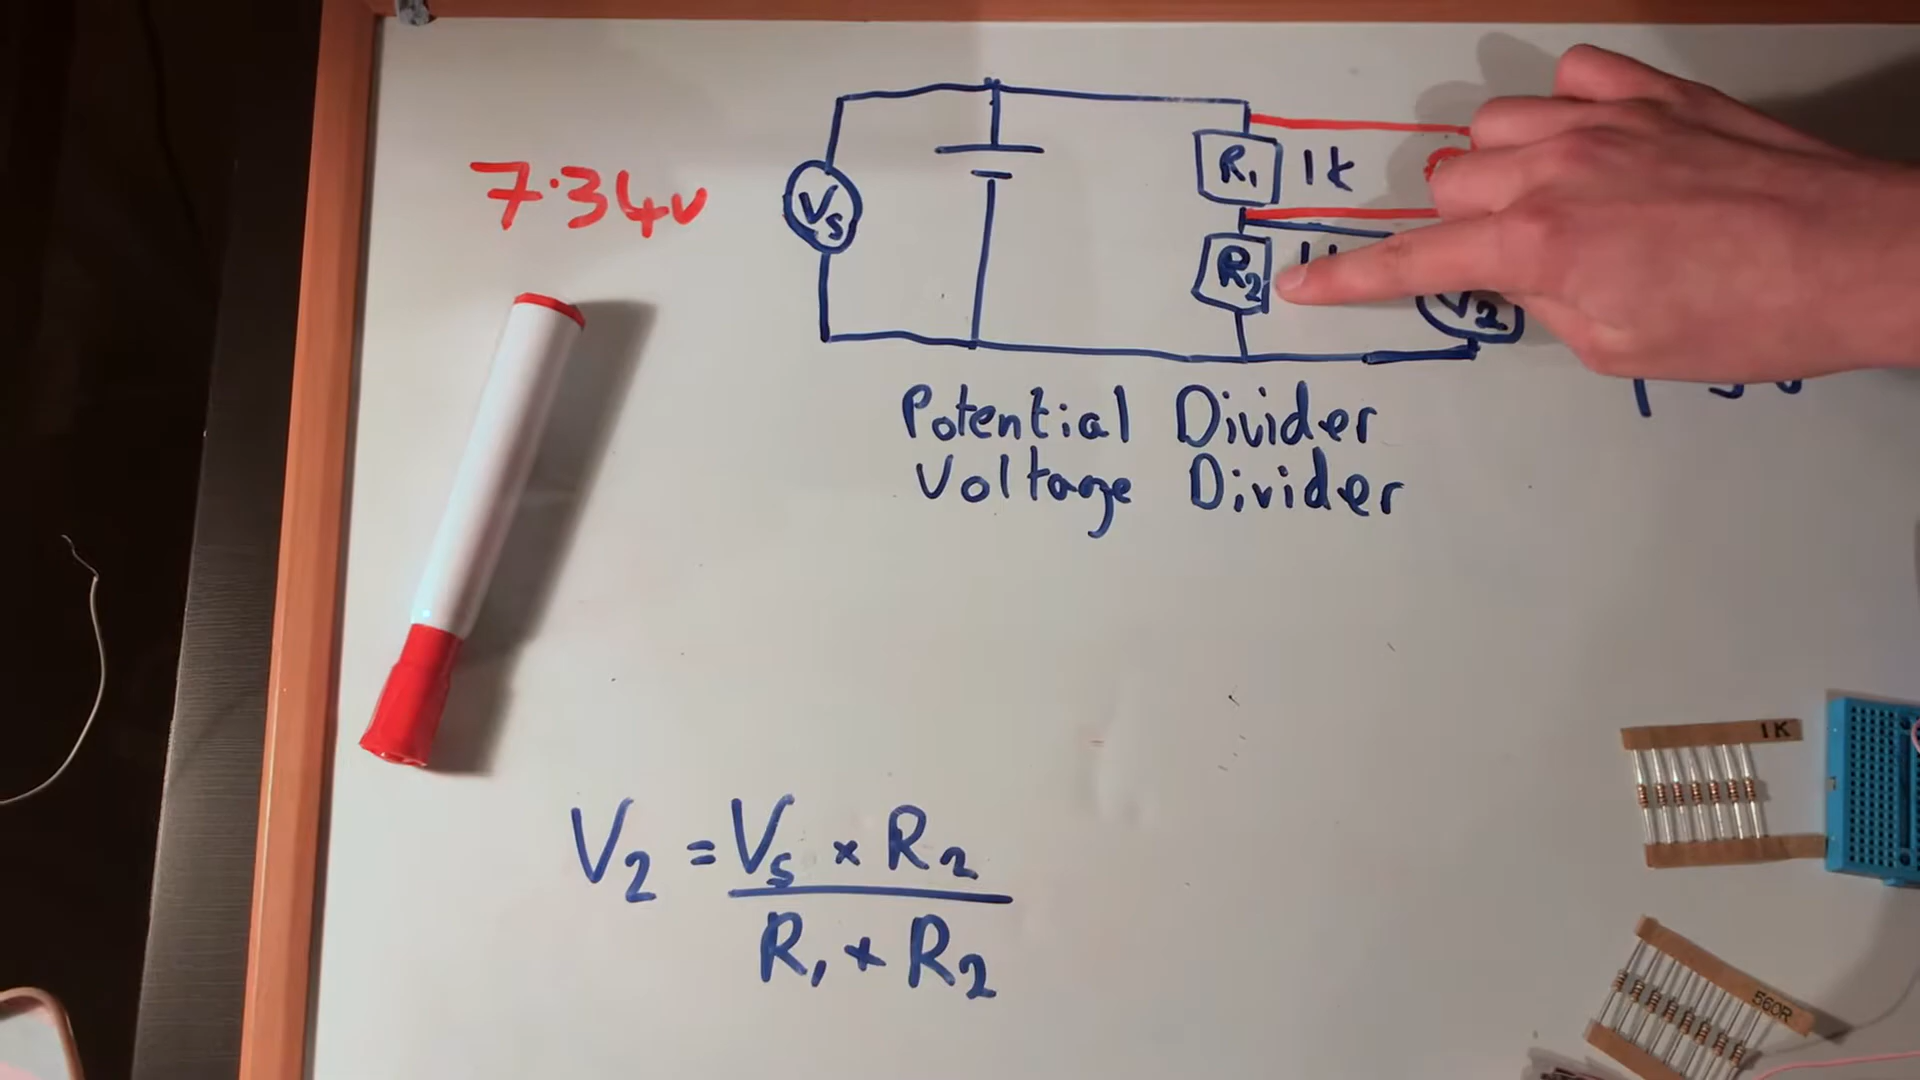 7.34v
Vs
R1 1k
R2
V2
Potential Divider
Voltage Divider
V2 = Vs × R2
R1 + R2
1K
560R